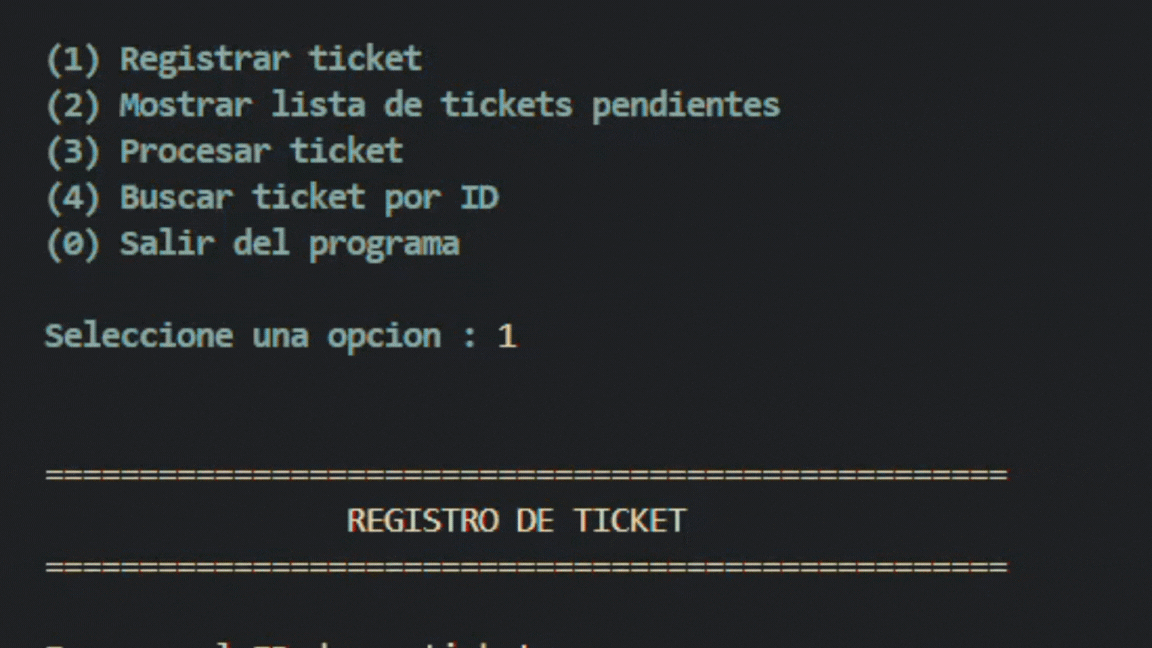 (1) Registrar ticket
(2) Mostrar lista de tickets pendientes
(3) Procesar ticket
(4) Buscar ticket por ID
(0) Salir del programa
Seleccione una opcion : 1
===================================================
REGISTRO DE TICKET
===================================================